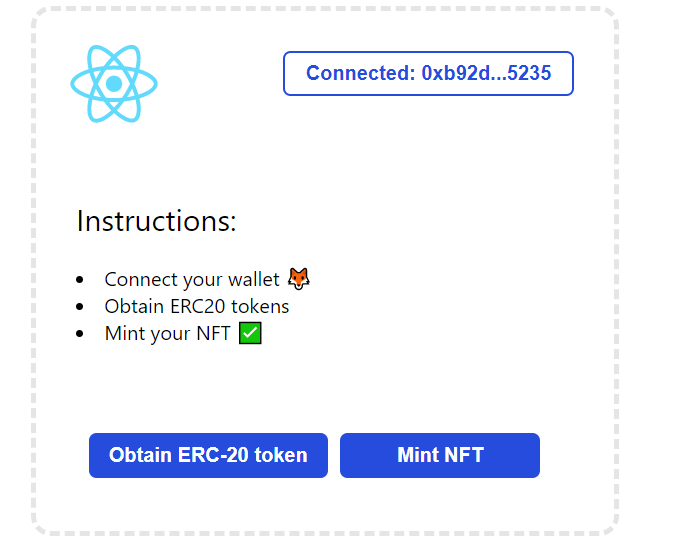 Connected: 0xb92d...5235
Instructions:
Connect your wallet 🦊
Obtain ERC20 tokens
Mint your NFT ✅
Obtain ERC-20 token
Mint NFT